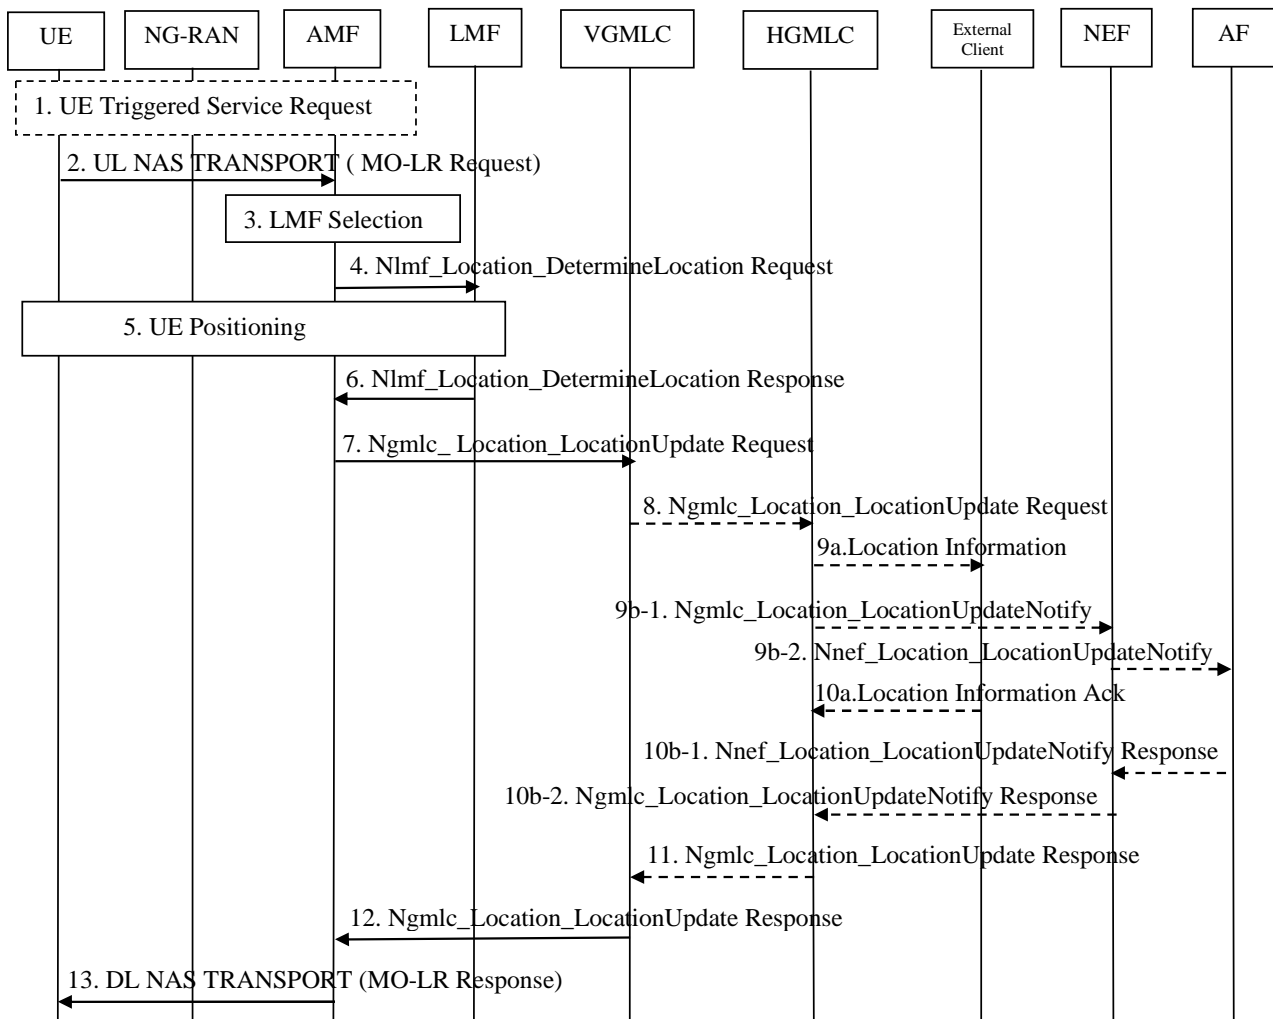 UE
NG-RAN
AMF
LMF
VGMLC
HGMLC
External
Client
NEF
AF
1. UE Triggered Service Request
2. UL NAS TRANSPORT ( MO-LR Request)
3. LMF Selection
4. Nlmf_Location_DetermineLocation Request
5. UE Positioning
6. Nlmf_Location_DetermineLocation Response
7. Ngmlc_ Location_LocationUpdate Request
8. Ngmlc_Location_LocationUpdate Request
9a.Location Information
9b-1. Ngmlc_Location_LocationUpdateNotify
9b-2. Nnef_Location_LocationUpdateNotify
10a.Location Information Ack
10b-1. Nnef_Location_LocationUpdateNotify Response
10b-2. Ngmlc_Location_LocationUpdateNotify Response
11. Ngmlc_Location_LocationUpdate Response
12. Ngmlc_Location_LocationUpdate Response
13. DL NAS TRANSPORT (MO-LR Response)